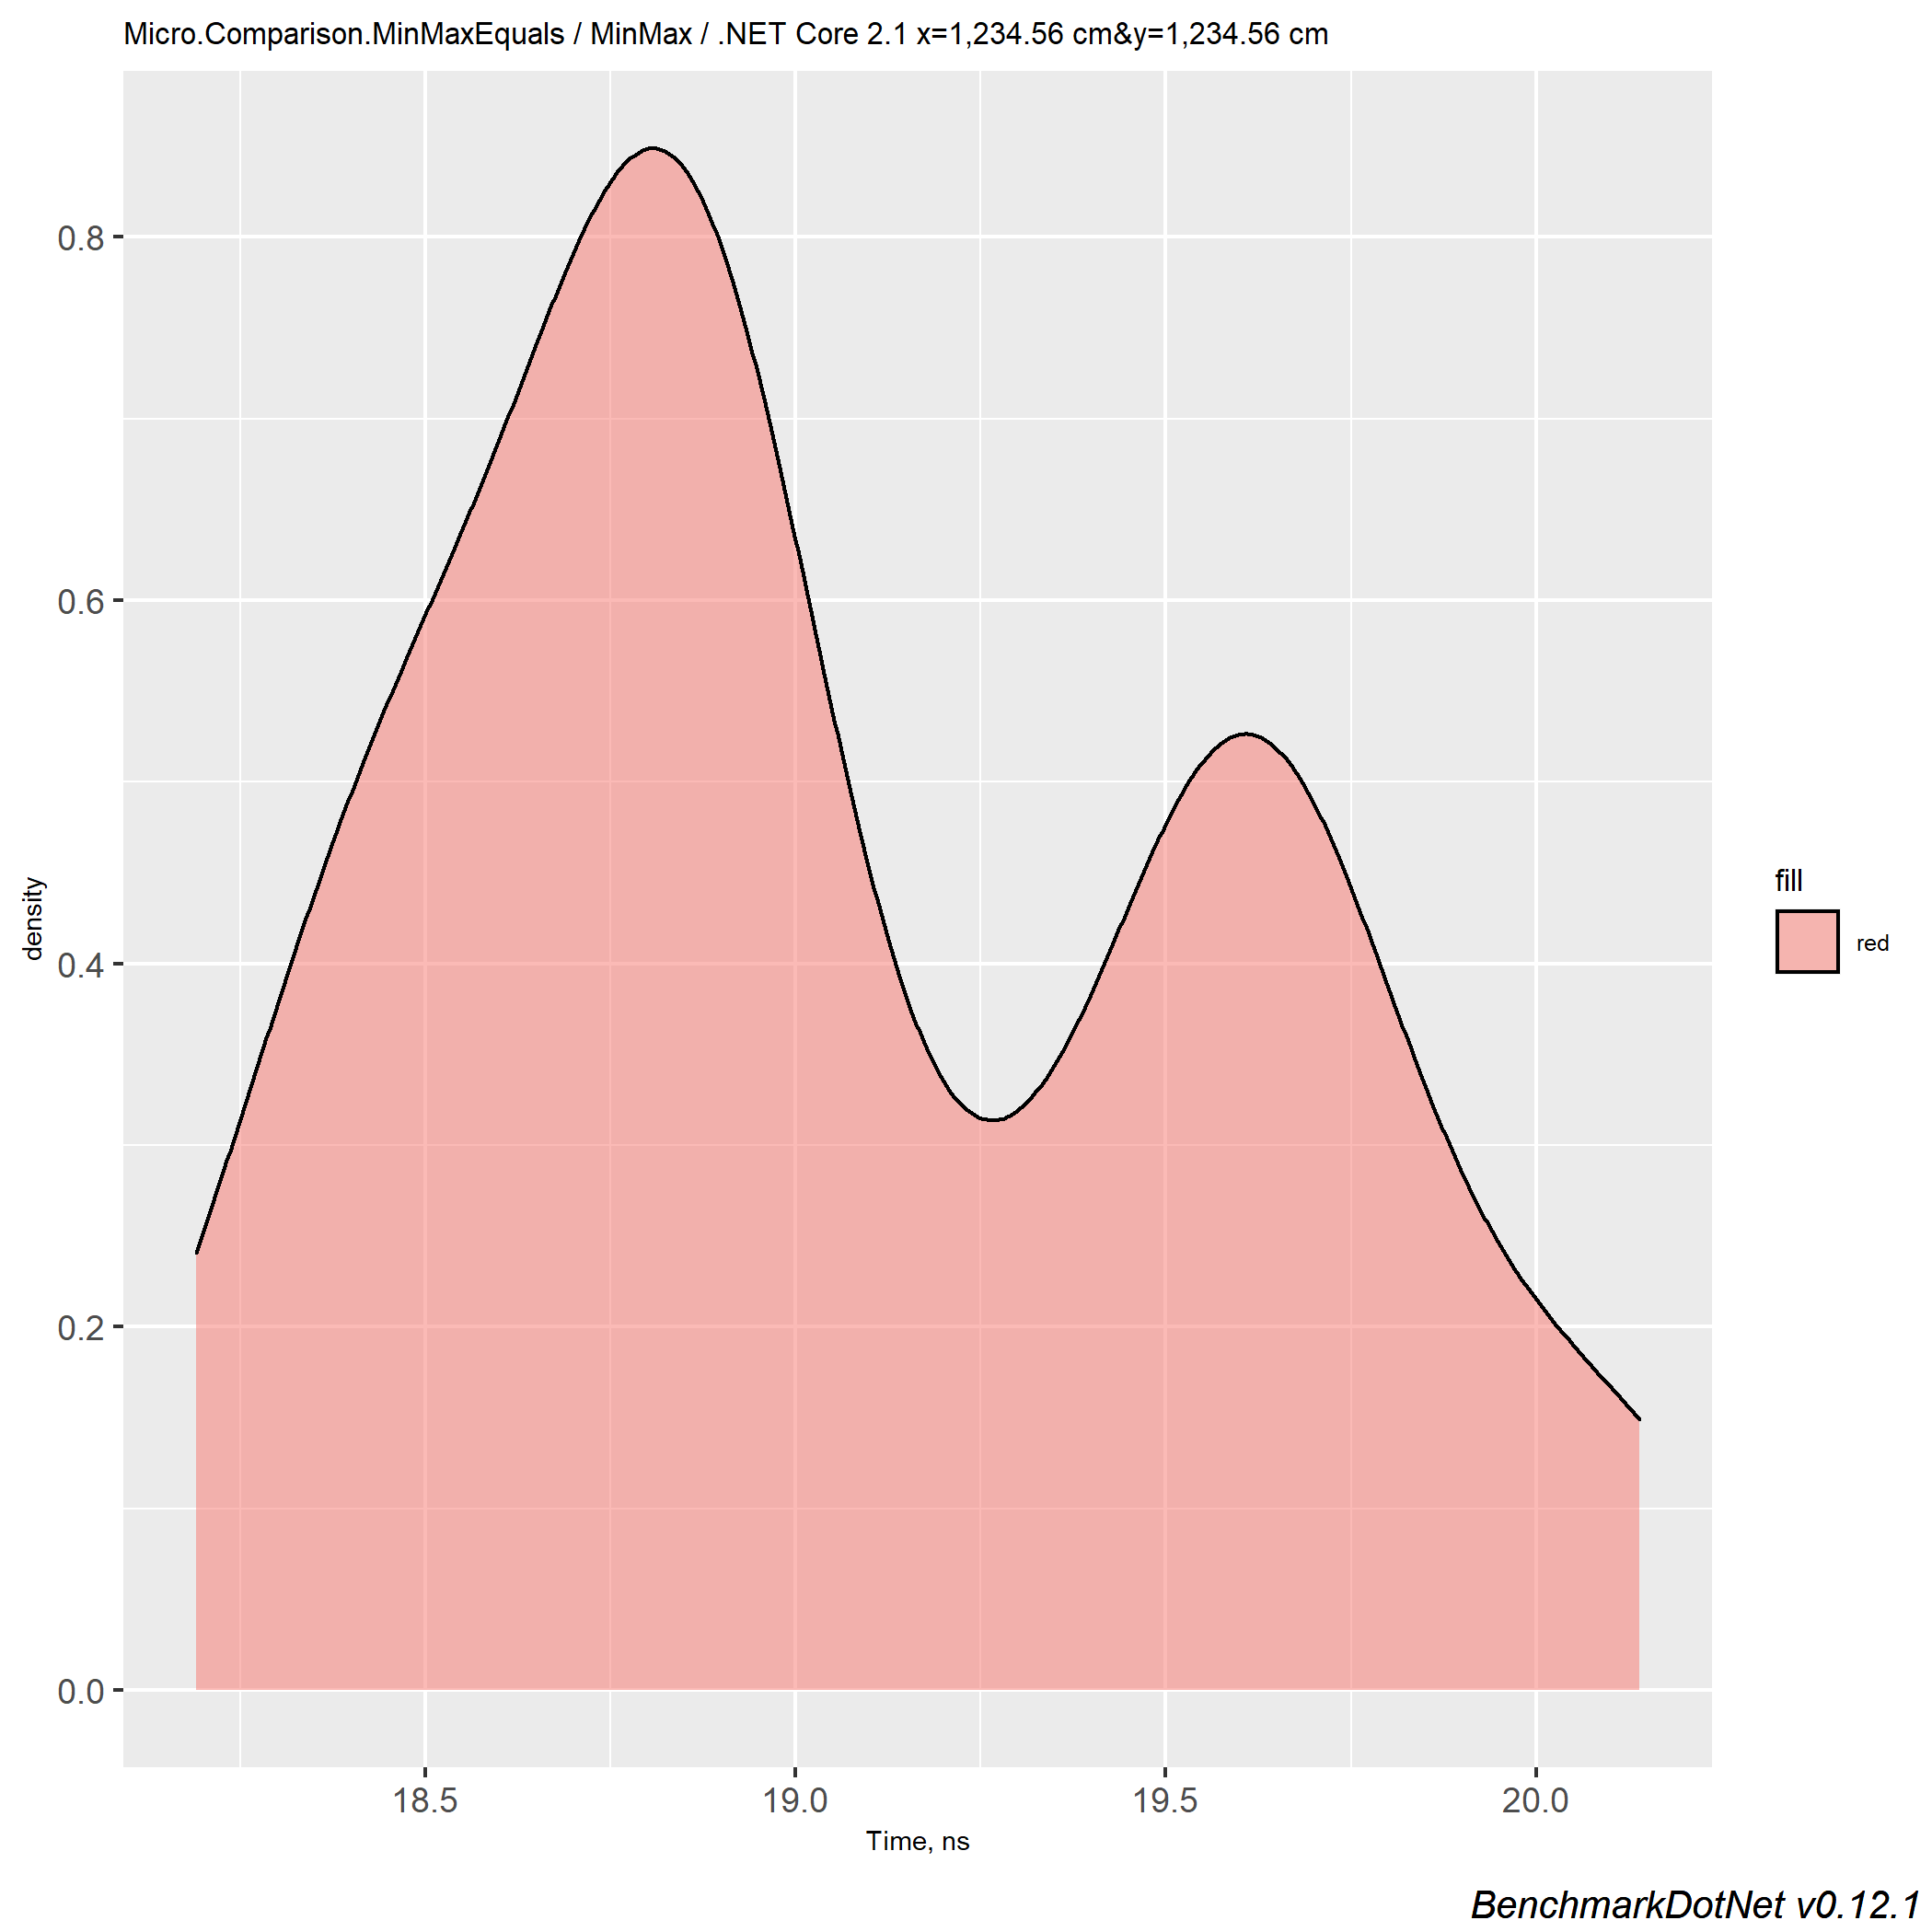 Micro.Comparison.MinMaxEquals / MinMax / .NET Core 2.1 x=1,234.56 cm&y=1,234.56 cm
0.8
0.6
0.4
0.2
0.0
density
18.5 19.0 19.5 20.0
Time, ns
fill
red
BenchmarkDotNet v0.12.1